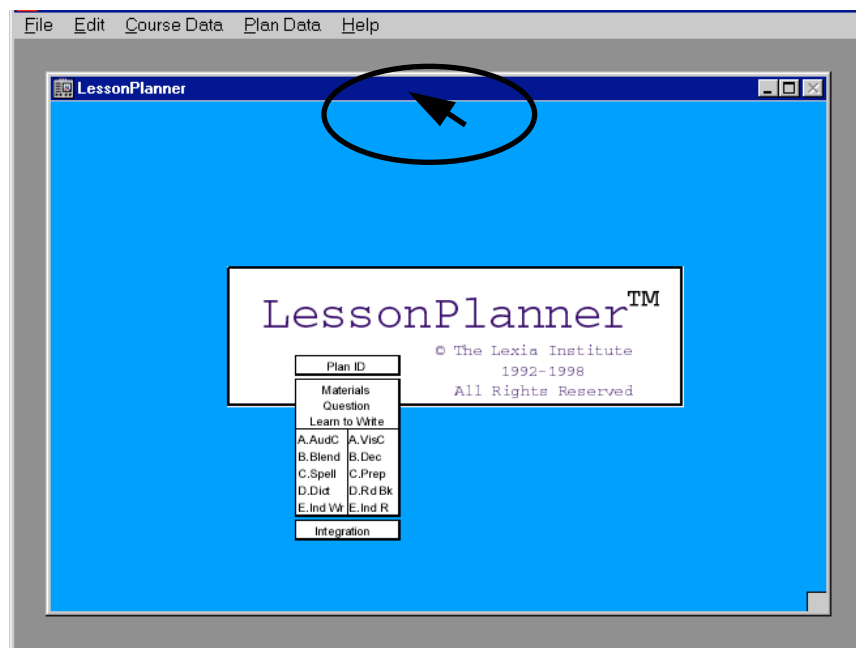 File Edit Course Data Plan Data Help
LessonPlanner
LessonPlanner™
© The Lexia Institute
1992-1998
All Rights Reserved
Plan ID
Materials
Question
Learn to Write
A.AudC A.VisC
B.Blend B.Dec
C.Spell C.Prep
D.Dict D.Rd Bk
E.Ind Wr E.Ind R
Integration